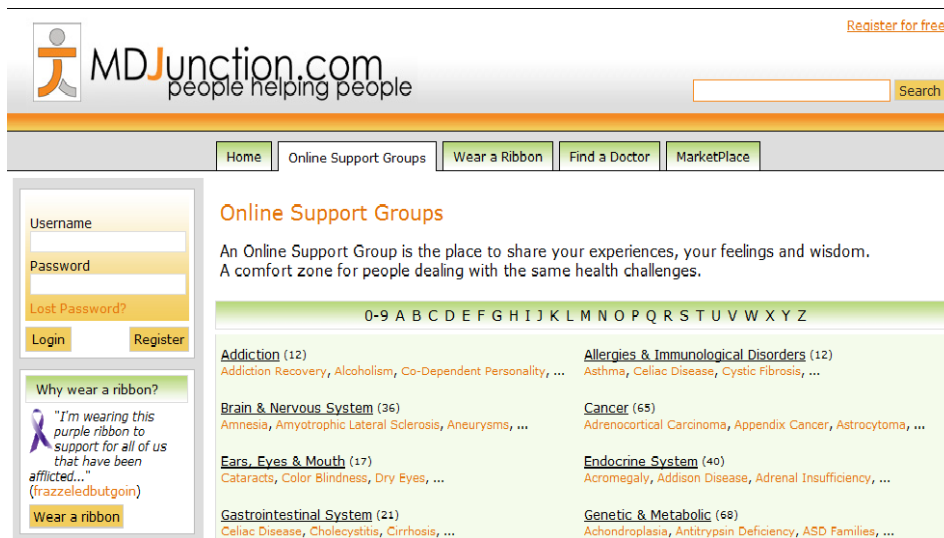 Register for free
MDJunction.com
people helping people
Search
Home Online Support Groups Wear a Ribbon Find a Doctor MarketPlace
Username
Password
Lost Password?
Login Register
Why wear a ribbon?
"I'm wearing this
purple ribbon to
support for all of us
that have been
afflicted..."
(frazzeledbutgoin)
Wear a ribbon
Online Support Groups
An Online Support Group is the place to share your experiences, your feelings and wisdom.
A comfort zone for people dealing with the same health challenges.
0-9 A B C D E F G H I J K L M N O P Q R S T U V W X Y Z
Addiction (12)
Addiction Recovery, Alcoholism, Co-Dependent Personality, ...
Allergies & Immunological Disorders (12)
Asthma, Celiac Disease, Cystic Fibrosis, ...
Brain & Nervous System (36)
Amnesia, Amyotrophic Lateral Sclerosis, Aneurysms, ...
Cancer (65)
Adrenocortical Carcinoma, Appendix Cancer, Astrocytoma, ...
Ears, Eyes & Mouth (17)
Cataracts, Color Blindness, Dry Eyes, ...
Endocrine System (40)
Acromegaly, Addison Disease, Adrenal Insufficiency, ...
Gastrointestinal System (21)
Celiac Disease, Cholecystitis, Cirrhosis, ...
Genetic & Metabolic (68)
Achondroplasia, Antitrypsin Deficiency, ASD Families, ...